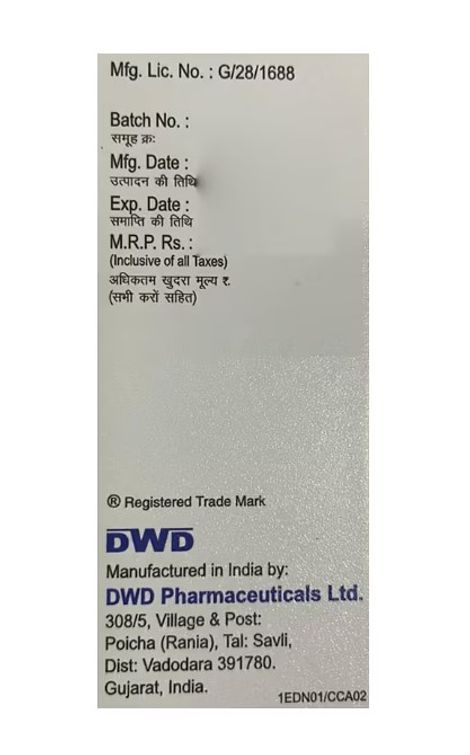 Mfg. Lic. No. : G/28/1688
Batch No. :
समूह क्रः
Mfg. Date :
उत्पादन की तिथि
Exp. Date :
समाप्ति की तिथि
M.R.P. Rs. :
(Inclusive of all Taxes)
अधिकतम खुदरा मूल्य रु.
(सभी करों सहित)
® Registered Trade Mark
DWD
Manufactured in India by:
DWD Pharmaceuticals Ltd.
308/5, Village & Post:
Poicha (Rania), Tal: Savli,
Dist: Vadodara 391780.
Gujarat, India.
1EDN01/CCA02